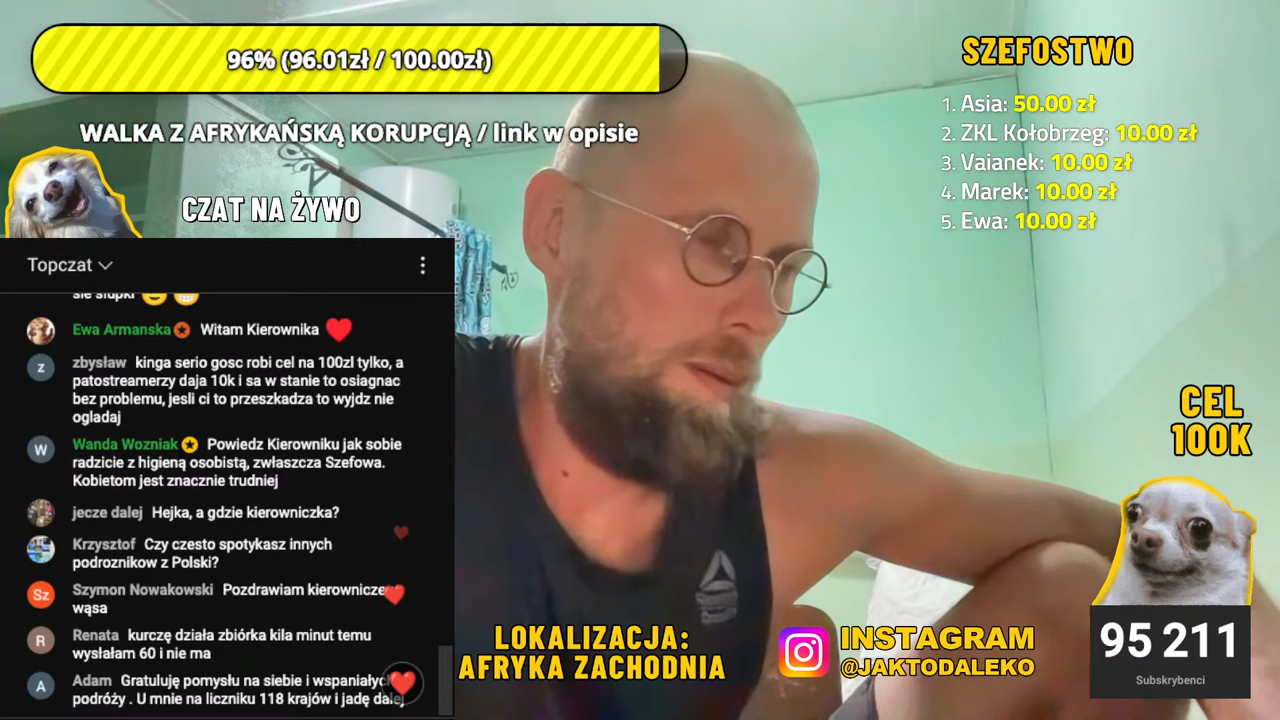 96% (96.01zł / 100.00zł)
WALKA Z AFRYKAŃSKĄ KORUPCJĄ / link w opisie
CZAT NA ŻYWO
Topczat
sie słupki
Ewa Armanska Witam Kierownika
zbysław kinga serio gosc robi cel na 100zl tylko, a
patostreamerzy daja 10k i sa w stanie to osiagnac
bez problemu, jesli ci to przeszkadza to wyjdz nie
ogladaj
Wanda Wozniak Powiedz Kierowniku jak sobie
radzicie z higieną osobistą, zwłaszcza Szefowa.
Kobietom jest znacznie trudniej
jecze dalej Hejka, a gdzie kierowniczka?
Krzysztof Czy czesto spotykasz innych
podroznikow z Polski?
Szymon Nowakowski Pozdrawiam kierownicze
wąsa
Renata kurczę działa zbiórka kila minut temu
wysłałam 60 i nie ma
Adam Gratuluję pomysłu na siebie i wspaniałyc
podróży . U mnie na liczniku 118 krajów i jadę dalej
SZEFOSTWO
1. Asia: 50.00 zł
2. ZKL Kołobrzeg: 10.00 zł
3. Vaianek: 10.00 zł
4. Marek: 10.00 zł
5. Ewa: 10.00 zł
CEL
100K
95 211
Subskrybenci
Reebok
LOKALIZACJA:
AFRYKA ZACHODNIA
INSTAGRAM
@JAKTODALEKO